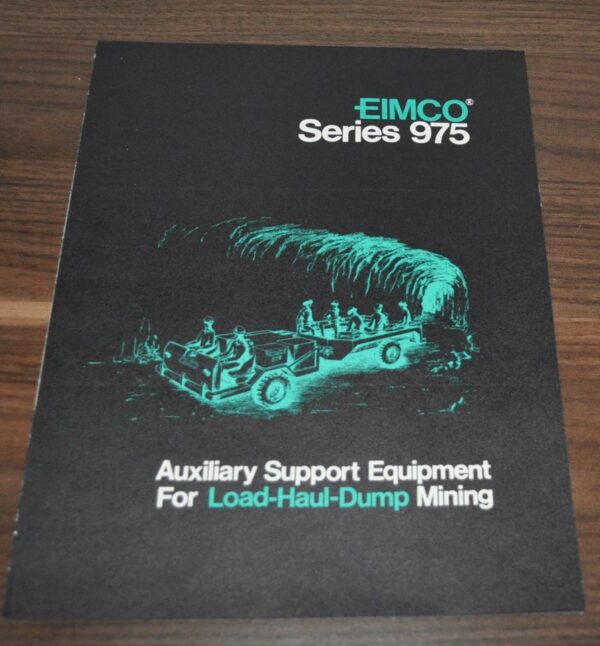 EIMCO®
Series 975
Auxiliary Support Equipment
For Load-Haul-Dump Mining